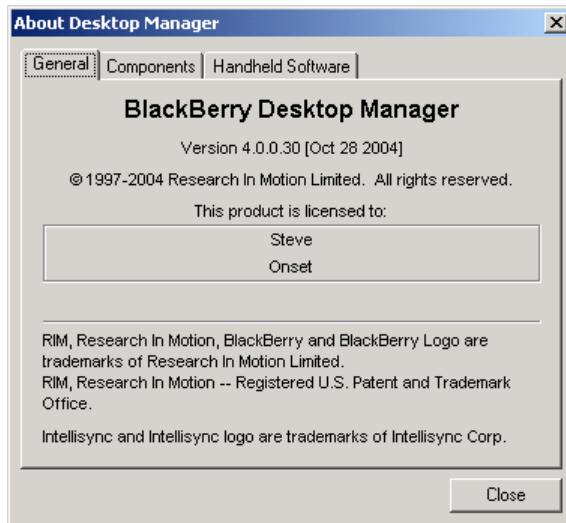 About Desktop Manager
General Components Handheld Software
BlackBerry Desktop Manager
Version 4.0.0.30 [Oct 28 2004]
© 1997-2004 Research In Motion Limited. All rights reserved.
This product is licensed to:
Steve
Onset
RIM, Research In Motion, BlackBerry and BlackBerry Logo are
trademarks of Research In Motion Limited.
RIM, Research In Motion -- Registered U.S. Patent and Trademark
Office.
Intellisync and Intellisync logo are trademarks of Intellisync Corp.
Close